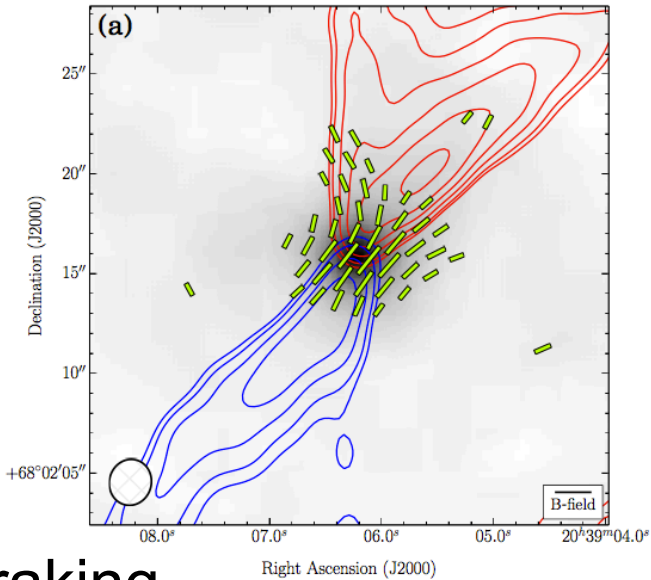 (a)
25″
20″
15″
10″
+68°02′05″
Declination (J2000)
B-field
08.0ˢ 07.0ˢ 06.0ˢ 05.0ˢ 20ʰ39ᵐ04.0ˢ
Right Ascension (J2000)
raking